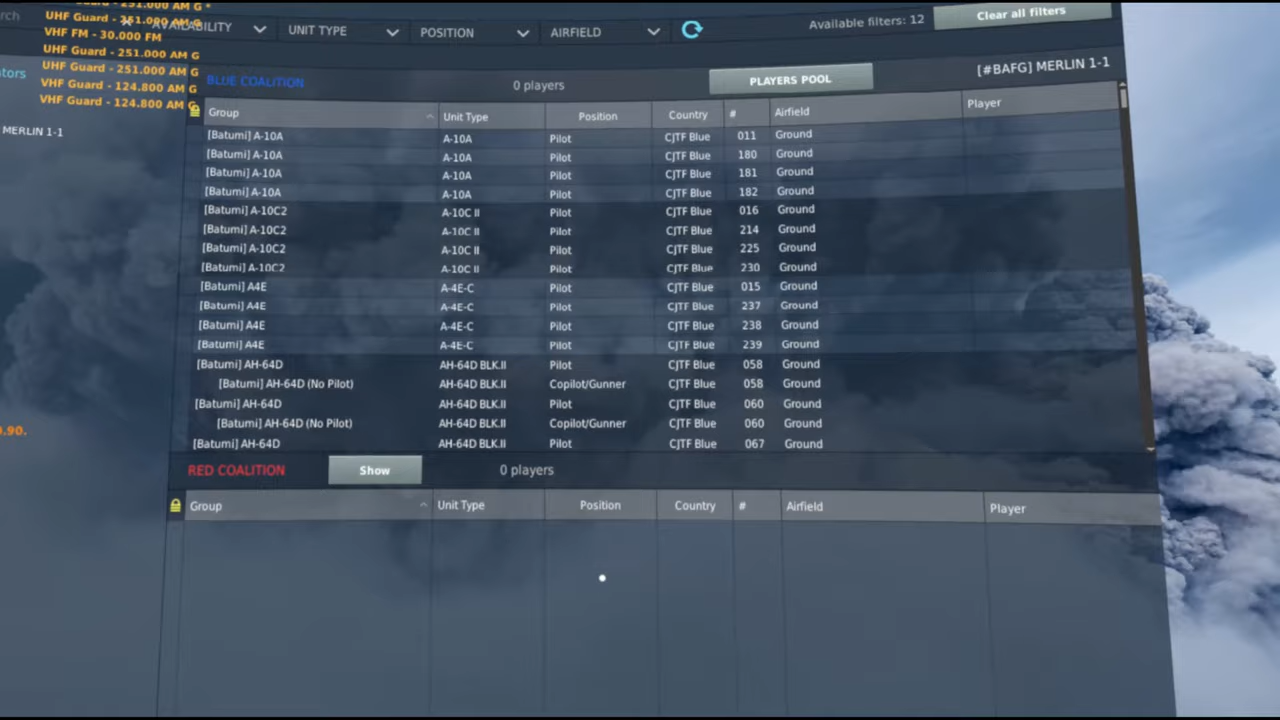 251.000 AM G *
UHF Guard - 251.000 AM G
VHF FM - 30.000 FM
UHF Guard - 251.000 AM G
UHF Guard - 251.000 AM G
VHF Guard - 124.800 AM G
VHF Guard - 124.800 AM G
AVAILABILITY UNIT TYPE POSITION AIRFIELD Available filters: 12 Clear all filters
BLUE COALITION 0 players PLAYERS POOL [#BAFG] MERLIN 1-1
MERLIN 1-1
Group Unit Type Position Country # Airfield Player
[Batumi] A-10A A-10A Pilot CJTF Blue 011 Ground
[Batumi] A-10A A-10A Pilot CJTF Blue 180 Ground
[Batumi] A-10A A-10A Pilot CJTF Blue 181 Ground
[Batumi] A-10A A-10A Pilot CJTF Blue 182 Ground
[Batumi] A-10C2 A-10C II Pilot CJTF Blue 016 Ground
[Batumi] A-10C2 A-10C II Pilot CJTF Blue 214 Ground
[Batumi] A-10C2 A-10C II Pilot CJTF Blue 225 Ground
[Batumi] A-10C2 A-10C II Pilot CJTF Blue 230 Ground
[Batumi] A4E A-4E-C Pilot CJTF Blue 015 Ground
[Batumi] A4E A-4E-C Pilot CJTF Blue 237 Ground
[Batumi] A4E A-4E-C Pilot CJTF Blue 238 Ground
[Batumi] A4E A-4E-C Pilot CJTF Blue 239 Ground
[Batumi] AH-64D AH-64D BLK.II Pilot CJTF Blue 058 Ground
[Batumi] AH-64D (No Pilot) AH-64D BLK.II Copilot/Gunner CJTF Blue 058 Ground
[Batumi] AH-64D AH-64D BLK.II Pilot CJTF Blue 060 Ground
[Batumi] AH-64D (No Pilot) AH-64D BLK.II Copilot/Gunner CJTF Blue 060 Ground
[Batumi] AH-64D AH-64D BLK.II Pilot CJTF Blue 067 Ground
RED COALITION Show 0 players
Group Unit Type Position Country # Airfield Player